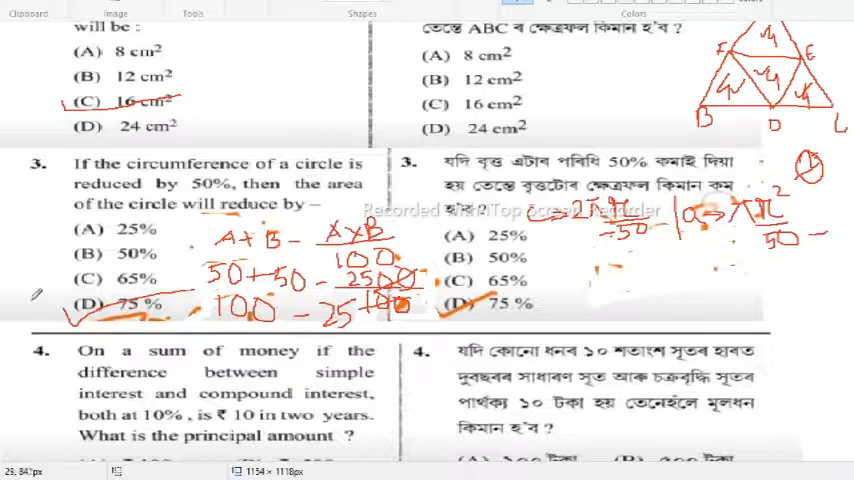 Clipboard
Image
Tools
Shapes
Colors
will be :
(A) 8 cm²
(B) 12 cm²
(C) 16 cm²
(D) 24 cm²
3. If the circumference of a circle is
reduced by 50%, then the area
of the circle will reduce by –
(A) 25%
(B) 50%
(C) 65%
(D) 75 %
A+B - A×B
100
50+50 - 2500
100
100 - 25
4. On a sum of money if the
difference between simple
interest and compound interest,
both at 10%, is ₹ 10 in two years.
What is the principal amount ?
তেন্তে ABC ৰ ক্ষেত্ৰফল কিমান হ'ব ?
(A) 8 cm²
(B) 12 cm²
(C) 16 cm²
(D) 24 cm²
3. যদি বৃত্ত এটাৰ পৰিধি 50% কমাই দিয়া
হয় তেন্তে বৃত্তটোৰ ক্ষেত্ৰফল কিমান কম
হ'ব ?
Recorded with iTop Screen Recorder
(A) 25%
(B) 50%
(C) 65%
(D) 75 %
-50
50 -
4. যদি কোনো ধনৰ ১০ শতাংশ সূতৰ হাৰত
দুবছৰৰ সাধাৰণ সূত আৰু চক্ৰবৃদ্ধি সূতৰ
পাৰ্থক্য ১০ টকা হয় তেনেহ'লে মূলধন
কিমান হ'ব ?
E
B
D
29, 842px
1154 × 1118px